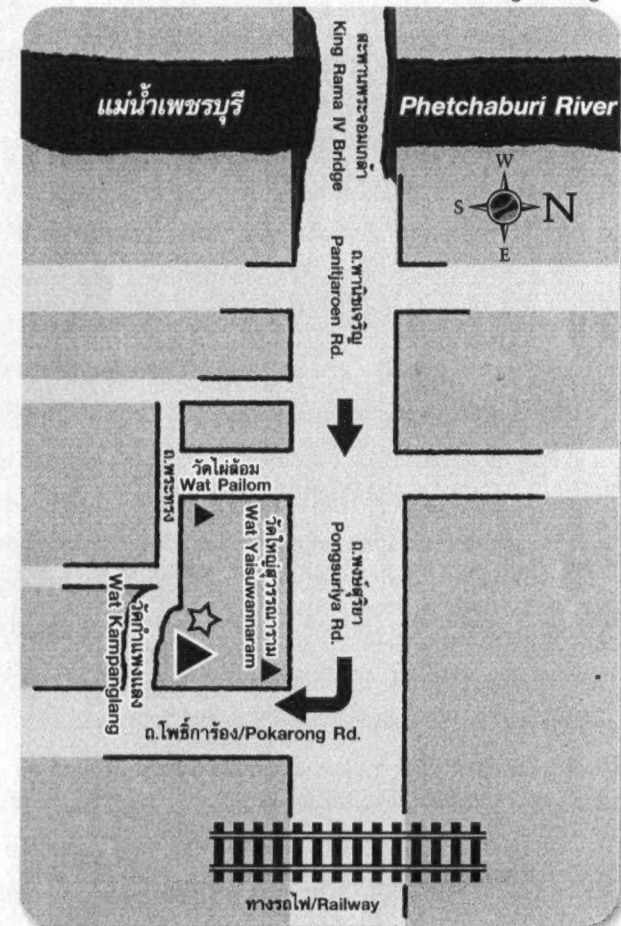 สะพานพระจอมเกล้า
King Rama IV Bridge
แม่น้ำเพชรบุรี
Phetchaburi River
W
S
N
E
ถ.พานิชเจริญ
Panitjaroen Rd.
วัดไผ่ล้อม
Wat Pailom
ถ.พระทรง
วัดใหญ่สุวรรณาราม
Wat Yaisuwannaram
ถ.พงษ์สุริยา
Pongsuriya Rd.
วัดกำแพงแลง
Wat Kampanglang
ถ.โพธิ์การ้อง/Pokarong Rd.
ทางรถไฟ/Railway